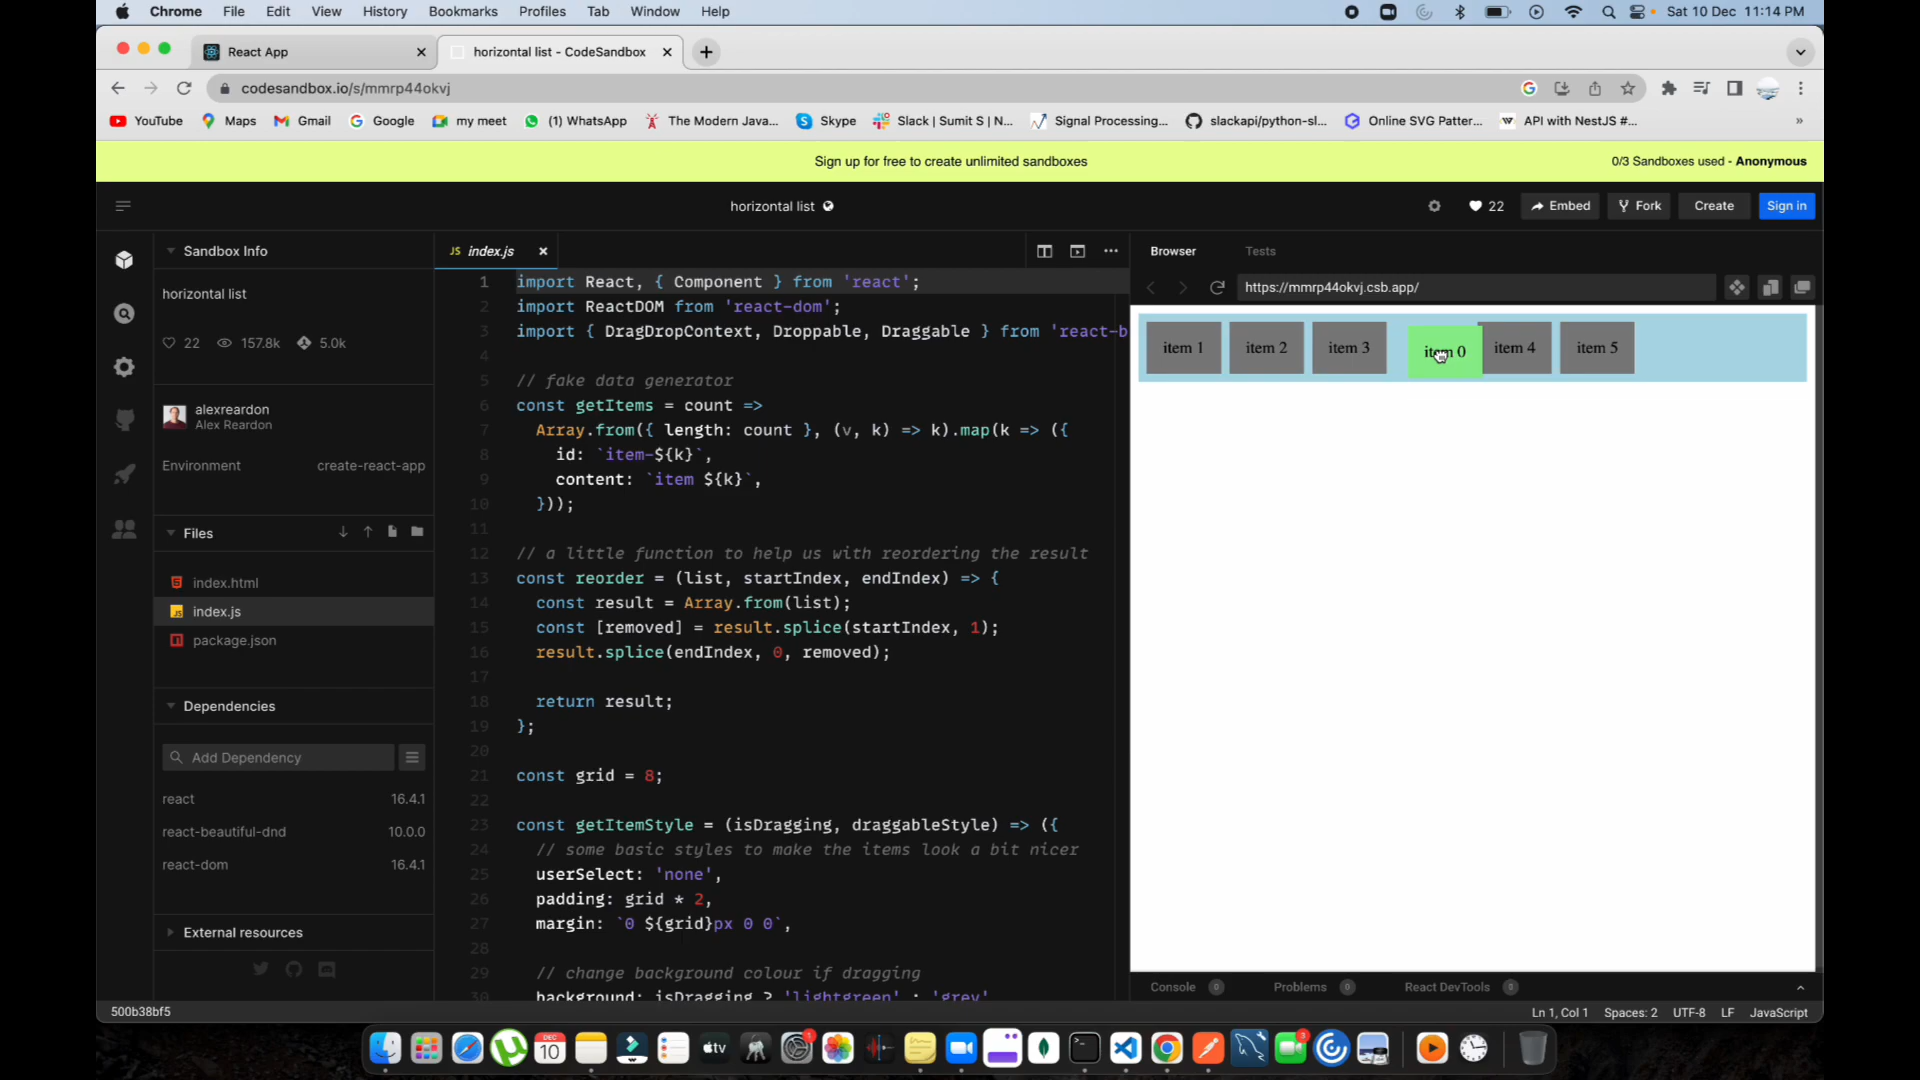 Chrome File Edit View History Bookmarks Profiles Tab Window Help Sat 10 Dec 11:14 PM
React App horizontal list - CodeSandbox
codesandbox.io/s/mmrp44okvj
YouTube Maps Gmail Google my meet (1) WhatsApp The Modern Java... Skype Slack | Sumit S | N... Signal Processing... slackapi/python-sl... Online SVG Patter... API with NestJS #...
Sign up for free to create unlimited sandboxes 0/3 Sandboxes used - Anonymous
horizontal list 22 Embed Fork Create Sign in
Sandbox Info
horizontal list
22 157.8k 5.0k
alexreardon
Alex Reardon
Environment create-react-app
Files
index.html
index.js
package.json
Dependencies
Add Dependency
react 16.4.1
react-beautiful-dnd 10.0.0
react-dom 16.4.1
External resources
JS index.js
1 import React, { Component } from 'react';
2 import ReactDOM from 'react-dom';
3 import { DragDropContext, Droppable, Draggable } from 'react-b
4
5 // fake data generator
6 const getItems = count =>
7 Array.from({ length: count }, (v, k) => k).map(k => ({
8 id: `item-${k}`,
9 content: `item ${k}`,
10 }));
11
12 // a little function to help us with reordering the result
13 const reorder = (list, startIndex, endIndex) => {
14 const result = Array.from(list);
15 const [removed] = result.splice(startIndex, 1);
16 result.splice(endIndex, 0, removed);
17
18 return result;
19 };
20
21 const grid = 8;
22
23 const getItemStyle = (isDragging, draggableStyle) => ({
24 // some basic styles to make the items look a bit nicer
25 userSelect: 'none',
26 padding: grid * 2,
27 margin: `0 ${grid}px 0 0`,
28
29 // change background colour if dragging
30 background: isDragging ? 'lightgreen' : 'grey',
Browser Tests
https://mmrp44okvj.csb.app/
item 1 item 2 item 3 item 0 item 4 item 5
Console 0 Problems 0 React DevTools 0
500b38bf5 Ln 1, Col 1 Spaces: 2 UTF-8 LF JavaScript
DEC
10
tv
1
3